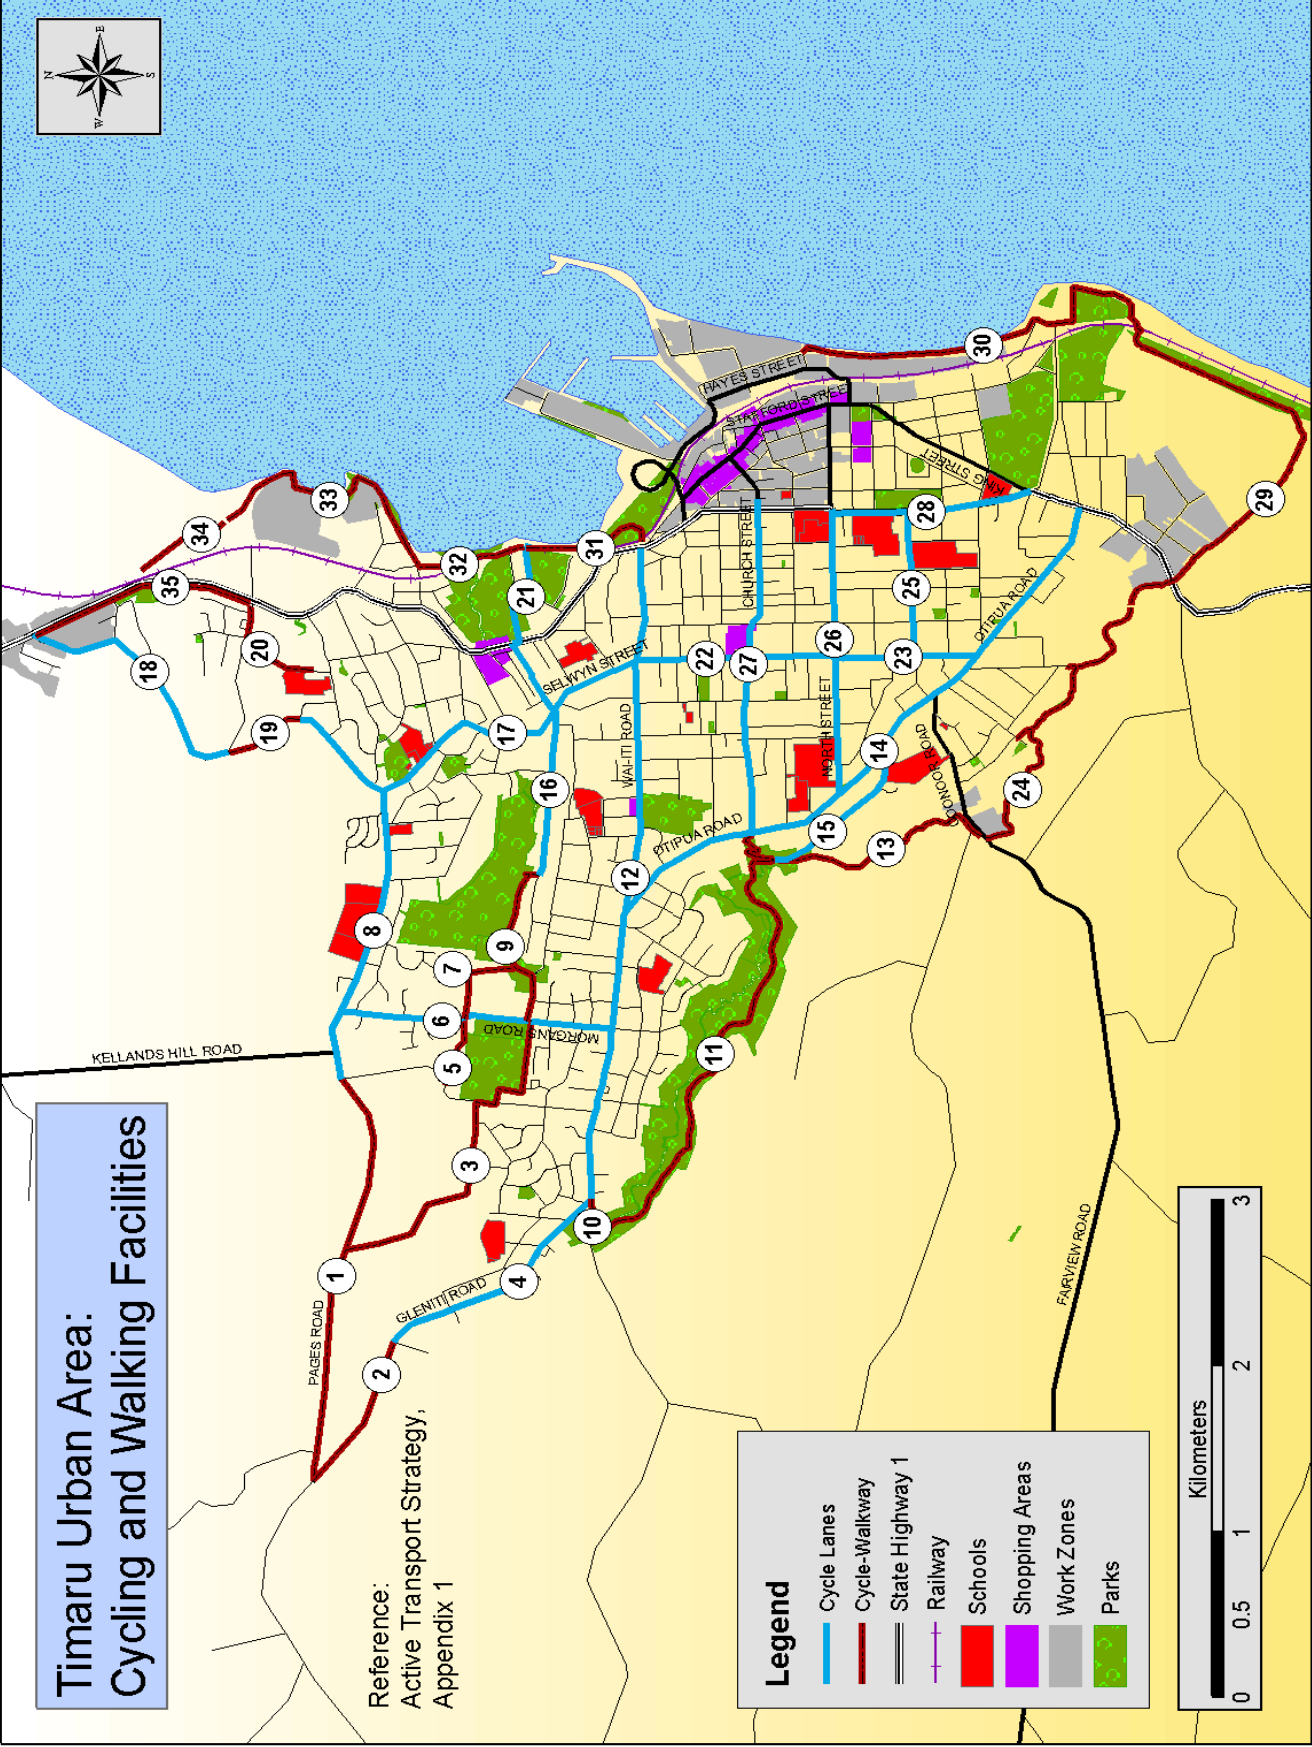 Timaru Urban Area:
Cycling and Walking Facilities
Reference:
Active Transport Strategy,
Appendix 1
N
E
S
W
KELLANDS HILL ROAD
PAGES ROAD
GLENITI ROAD
MORGANS ROAD
WAI-ITI ROAD
OTIPUA ROAD
SELWYN STREET
CHURCH STREET
NORTH STREET
OTIPUA ROAD
CONOOR ROAD
KING STREET
HAYES STREET
STAFFORD STREET
FAIRVIEW ROAD
1
2
3
4
5
6
7
8
9
10
11
12
13
14
15
16
17
18
19
20
21
22
23
24
25
26
27
28
29
30
31
32
33
34
35
Legend
Cycle Lanes
Cycle-Walkway
State Highway 1
Railway
Schools
Shopping Areas
Work Zones
Parks
Kilometers
0 0.5 1 2 3